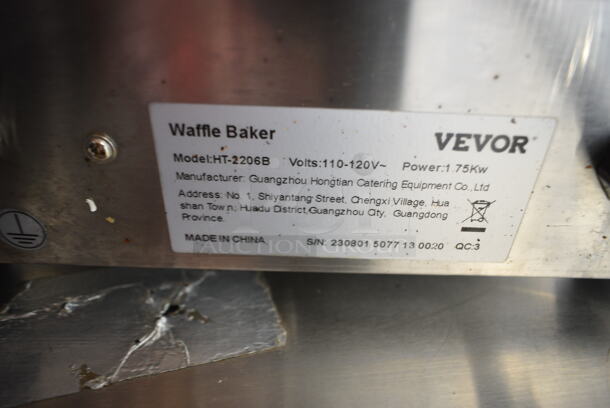 Waffle Baker
VEVOR
Model:HT-2206B Volts:110-120V~ Power:1.75Kw
Manufacturer: Guangzhou Hongtian Catering Equipment Co.,Ltd
Address: No. 1, Shiyantang Street, Chengxi Village, Hua
shan Town, Huadu District,Guangzhou City, Guangdong
Province.
MADE IN CHINA S/N: 230801 5077 13 0020 QC:3
AUCTION GROUP